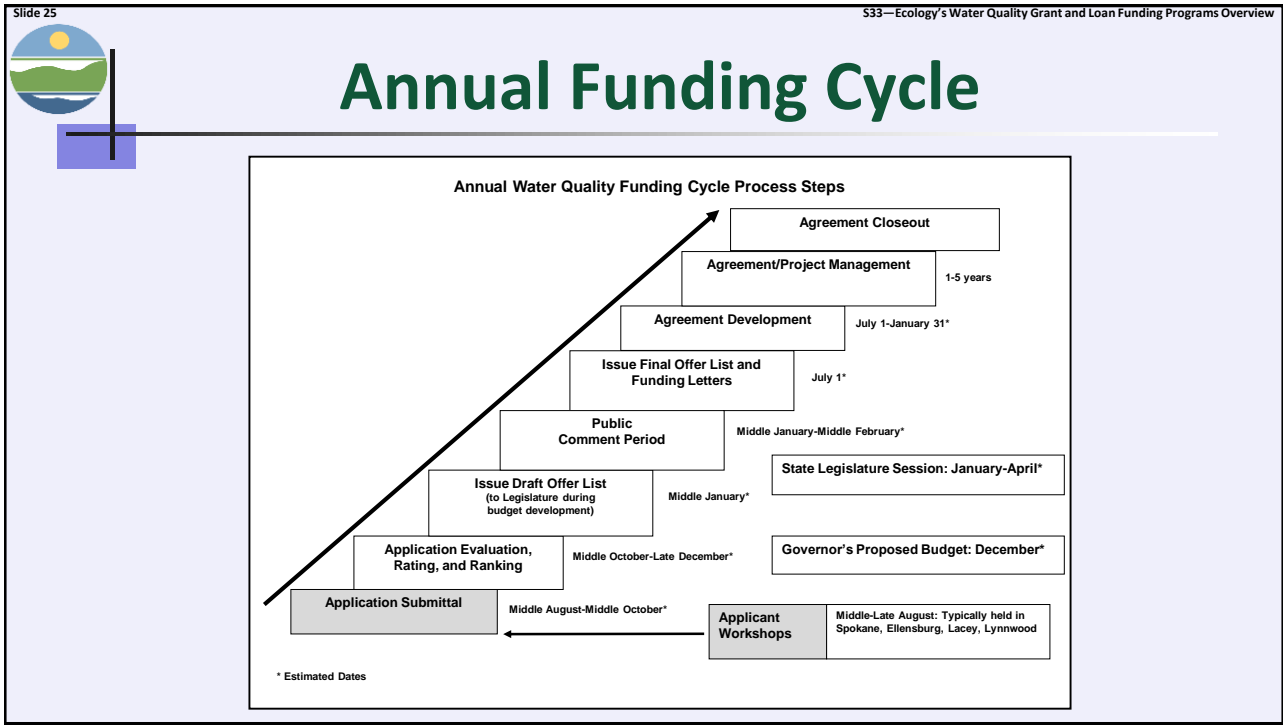 Slide 25
S33—Ecology's Water Quality Grant and Loan Funding Programs Overview
Annual Funding Cycle
Annual Water Quality Funding Cycle Process Steps
Agreement Closeout
Agreement/Project Management
1-5 years
Agreement Development
July 1-January 31*
Issue Final Offer List and
Funding Letters
July 1*
Public
Comment Period
Middle January-Middle February*
State Legislature Session: January-April*
Issue Draft Offer List
(to Legislature during
budget development)
Middle January*
Governor's Proposed Budget: December*
Application Evaluation,
Rating, and Ranking
Middle October-Late December*
Application Submittal
Middle August-Middle October*
Applicant
Workshops
Middle-Late August: Typically held in
Spokane, Ellensburg, Lacey, Lynnwood
* Estimated Dates